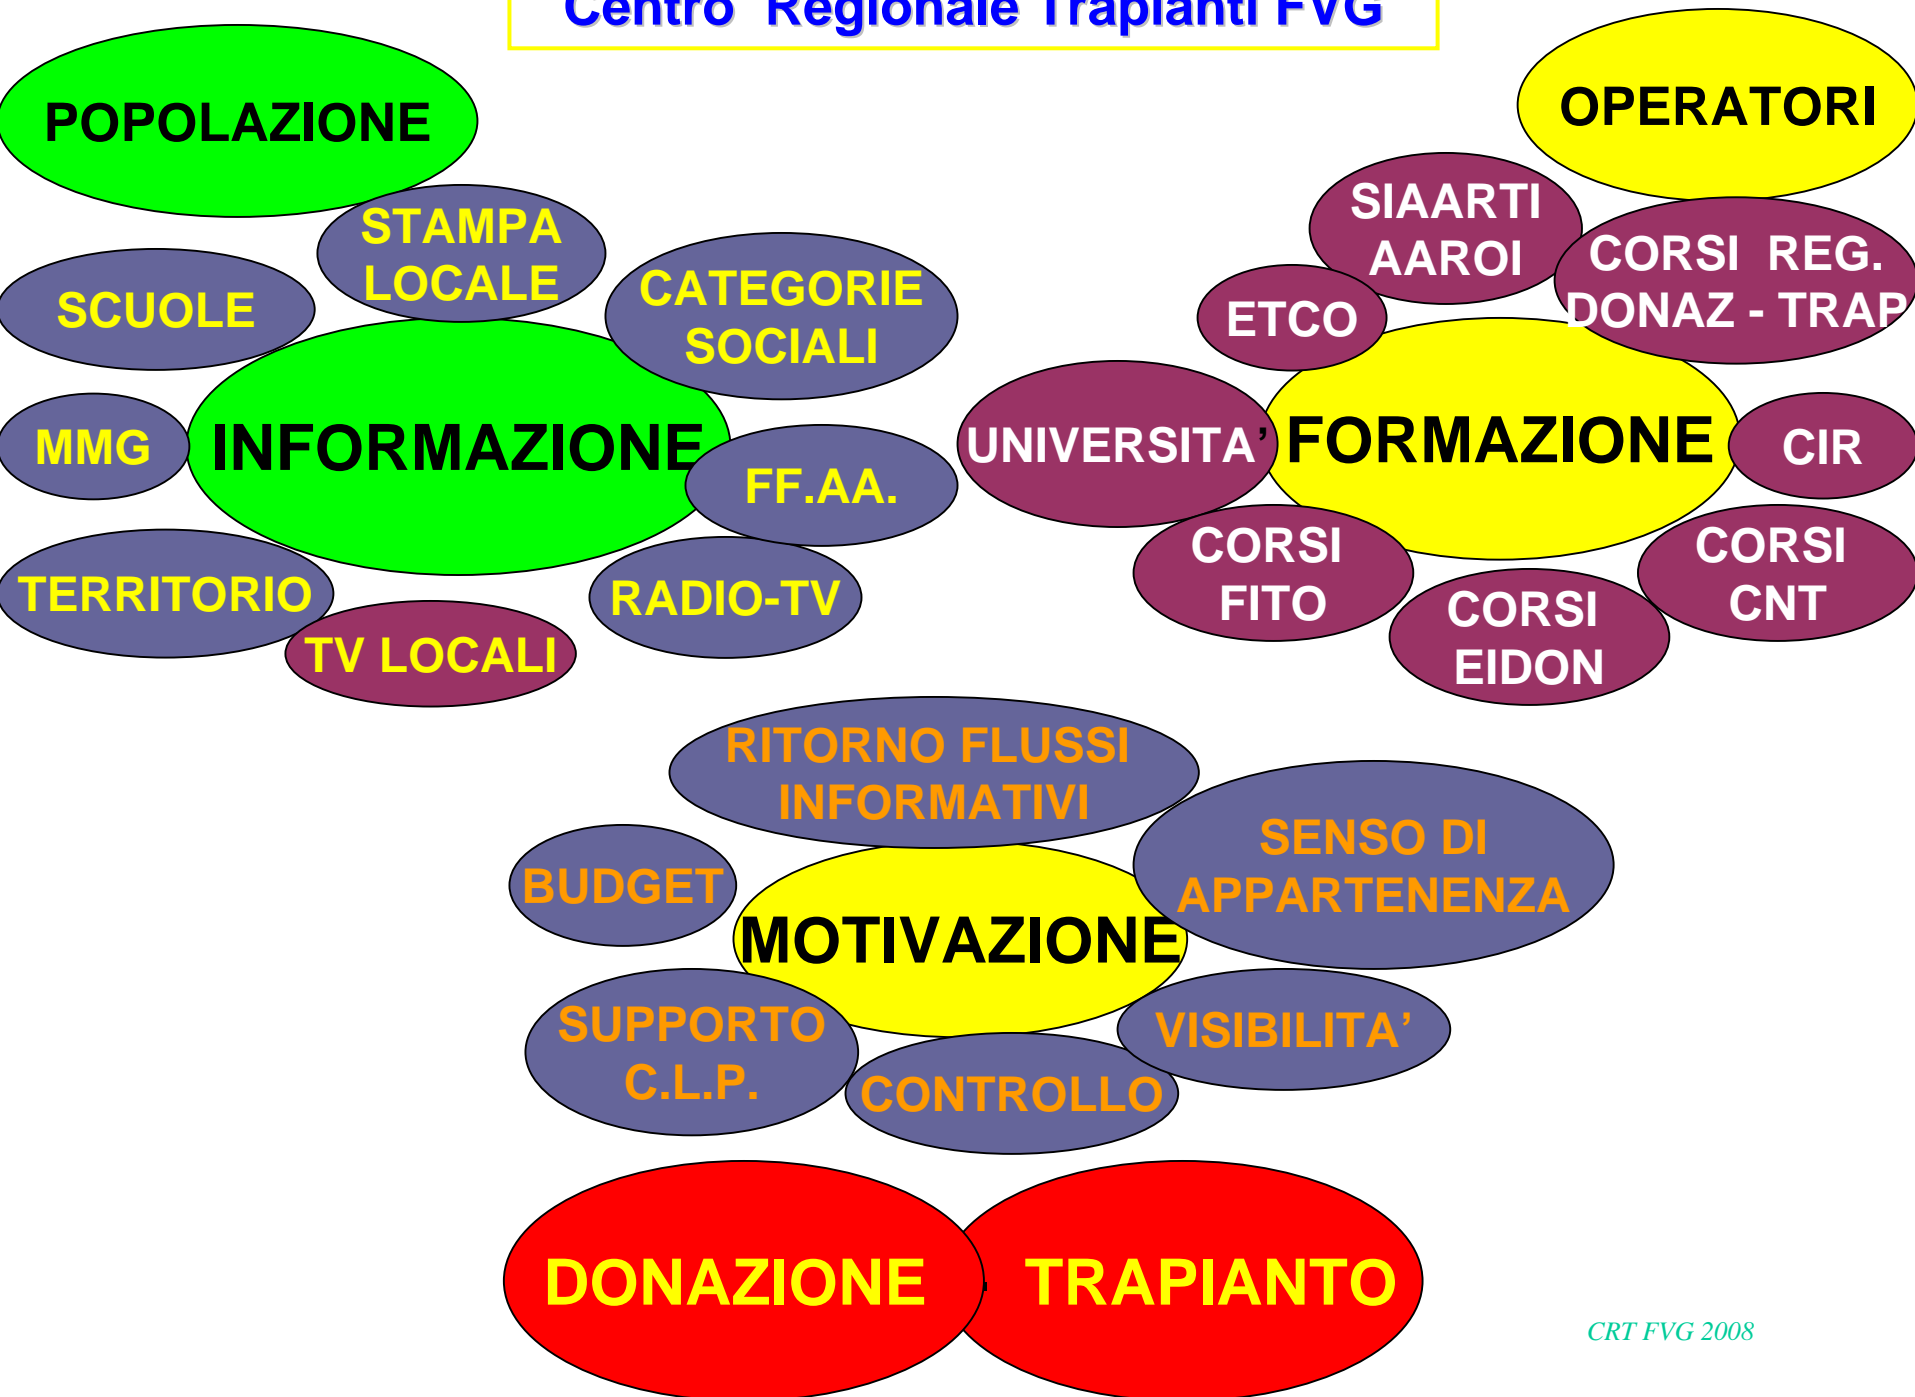 Centro Regionale Trapianti FVG
POPOLAZIONE
OPERATORI
STAMPA
LOCALE
SCUOLE
CATEGORIE
SOCIALI
MMG
INFORMAZIONE
FF.AA.
TERRITORIO
RADIO-TV
TV LOCALI
SIAARTI
AAROI
CORSI REG.
DONAZ - TRAP
ETCO
UNIVERSITA’
FORMAZIONE
CIR
CORSI
FITO
CORSI
EIDON
CORSI
CNT
RITORNO FLUSSI
INFORMATIVI
SENSO DI
APPARTENENZA
BUDGET
MOTIVAZIONE
SUPPORTO
C.L.P.
VISIBILITA’
CONTROLLO
DONAZIONE
TRAPIANTO
CRT FVG 2008